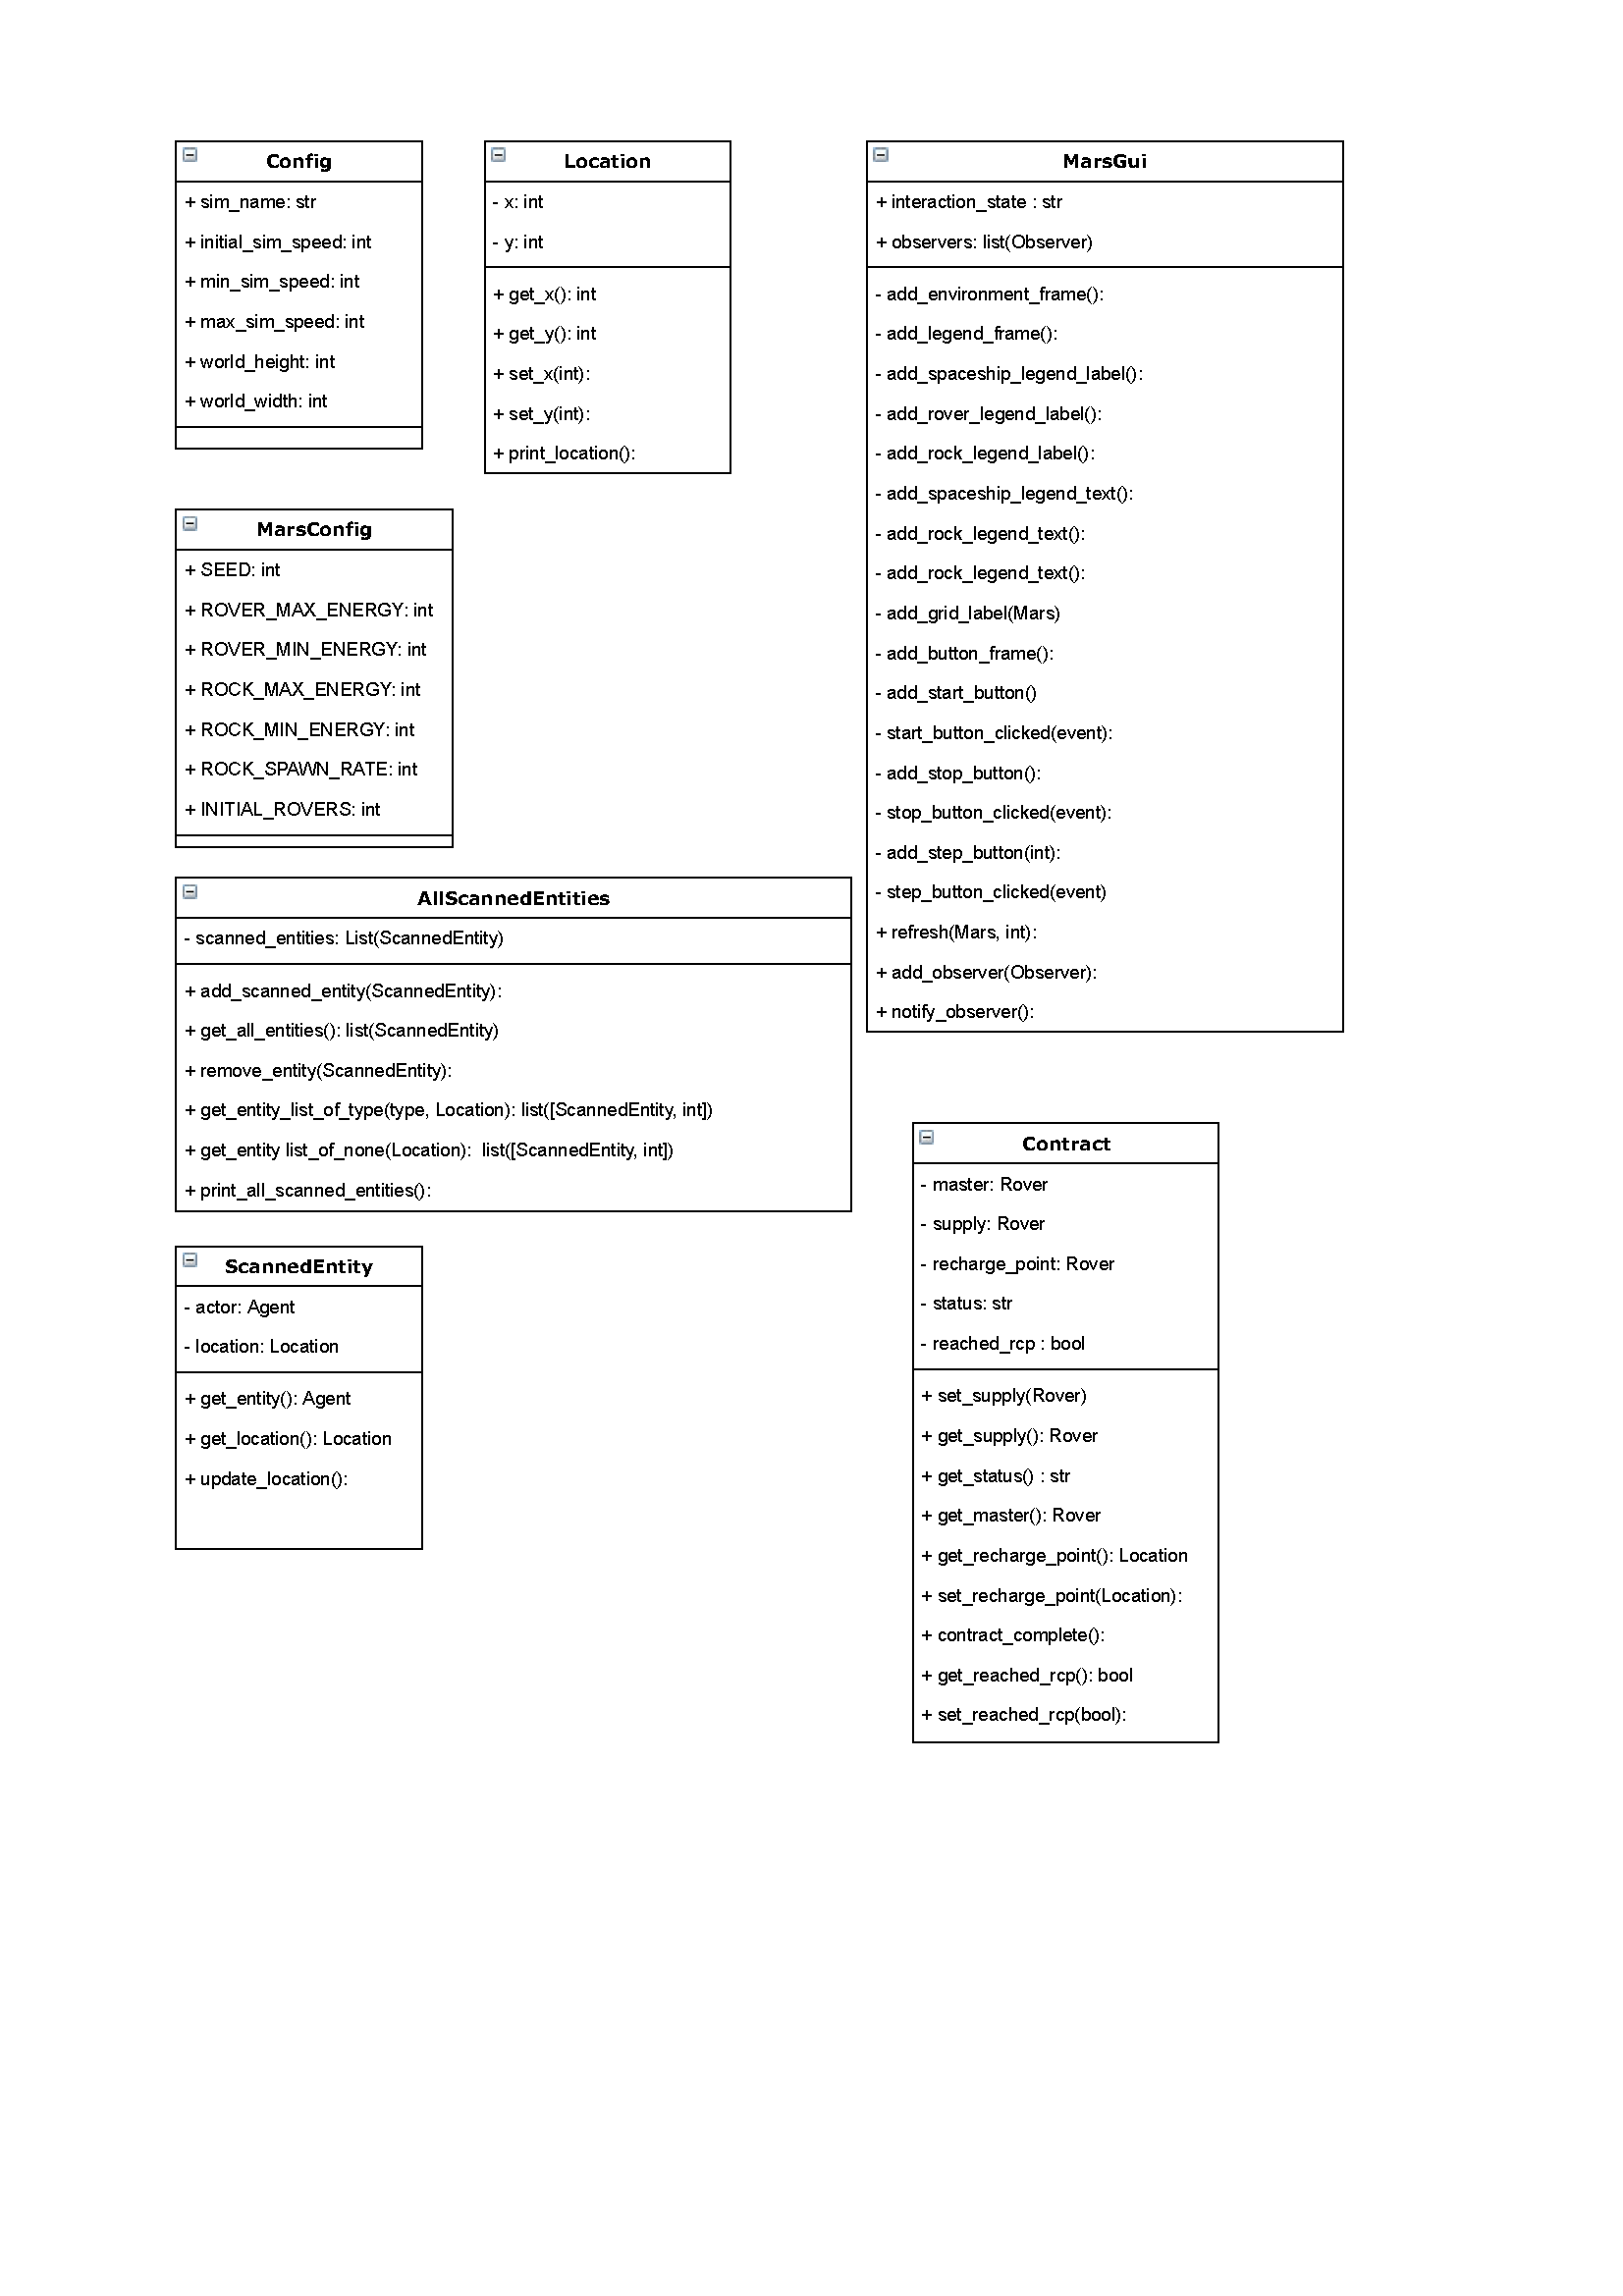 Config
+ sim_name: str
+ initial_sim_speed: int
+ min_sim_speed: int
+ max_sim_speed: int
+ world_height: int
+ world_width: int
Location
- x: int
- y: int
+ get_x(): int
+ get_y(): int
+ set_x(int):
+ set_y(int):
+ print_location():
MarsGui
+ interaction_state : str
+ observers: list(Observer)
- add_environment_frame():
- add_legend_frame():
- add_spaceship_legend_label():
- add_rover_legend_label():
- add_rock_legend_label():
- add_spaceship_legend_text():
- add_rock_legend_text():
- add_rock_legend_text():
- add_grid_label(Mars)
- add_button_frame():
- add_start_button()
- start_button_clicked(event):
- add_stop_button():
- stop_button_clicked(event):
- add_step_button(int):
- step_button_clicked(event)
+ refresh(Mars, int):
+ add_observer(Observer):
+ notify_observer():
MarsConfig
+ SEED: int
+ ROVER_MAX_ENERGY: int
+ ROVER_MIN_ENERGY: int
+ ROCK_MAX_ENERGY: int
+ ROCK_MIN_ENERGY: int
+ ROCK_SPAWN_RATE: int
+ INITIAL_ROVERS: int
AllScannedEntities
- scanned_entities: List(ScannedEntity)
+ add_scanned_entity(ScannedEntity):
+ get_all_entities(): list(ScannedEntity)
+ remove_entity(ScannedEntity):
+ get_entity_list_of_type(type, Location): list([ScannedEntity, int])
+ get_entity list_of_none(Location):  list([ScannedEntity, int])
+ print_all_scanned_entities():
Contract
- master: Rover
- supply: Rover
- recharge_point: Rover
- status: str
- reached_rcp : bool
+ set_supply(Rover)
+ get_supply(): Rover
+ get_status() : str
+ get_master(): Rover
+ get_recharge_point(): Location
+ set_recharge_point(Location):
+ contract_complete():
+ get_reached_rcp(): bool
+ set_reached_rcp(bool):
ScannedEntity
- actor: Agent
- location: Location
+ get_entity(): Agent
+ get_location(): Location
+ update_location():